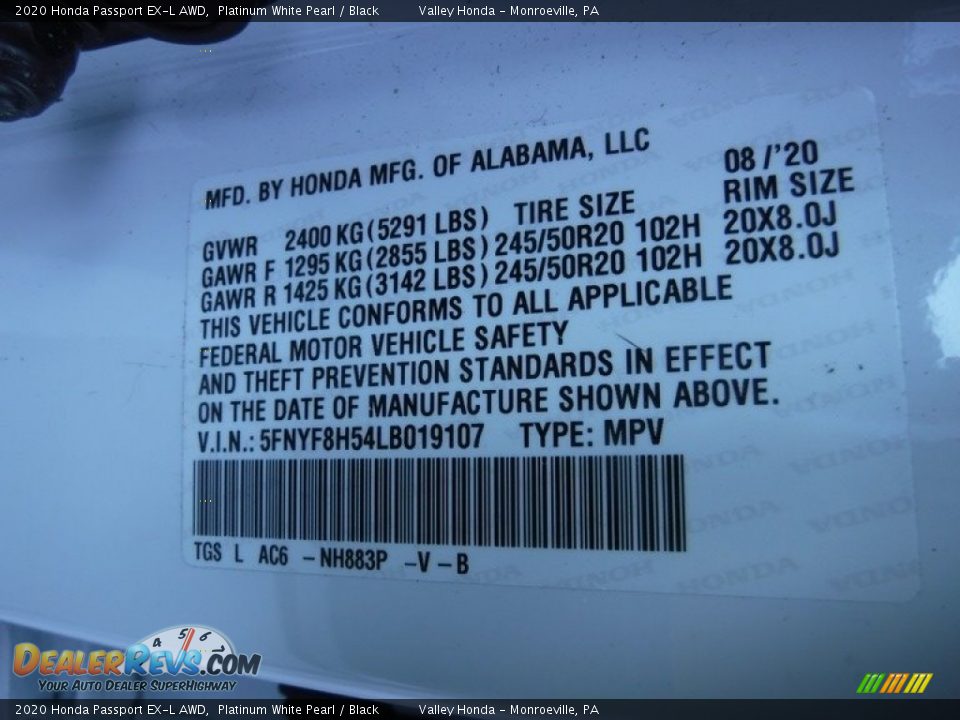 2020 Honda Passport EX-L AWD, Platinum White Pearl / Black Valley Honda - Monroeville, PA
MFD. BY HONDA MFG. OF ALABAMA, LLC 08/'20
GVWR 2400 KG (5291 LBS) TIRE SIZE RIM SIZE
GAWR F 1295 KG (2855 LBS) 245/50R20 102H 20X8.0J
GAWR R 1425 KG (3142 LBS) 245/50R20 102H 20X8.0J
THIS VEHICLE CONFORMS TO ALL APPLICABLE
FEDERAL MOTOR VEHICLE SAFETY
AND THEFT PREVENTION STANDARDS IN EFFECT
ON THE DATE OF MANUFACTURE SHOWN ABOVE.
V.I.N.: 5FNYF8H54LB019107 TYPE: MPV
TGS L AC6 -NH883P -V-B
4 5 6
DEALERREVS.COM
YOUR AUTO DEALER SUPERHIGHWAY
2020 Honda Passport EX-L AWD, Platinum White Pearl / Black Valley Honda - Monroeville, PA